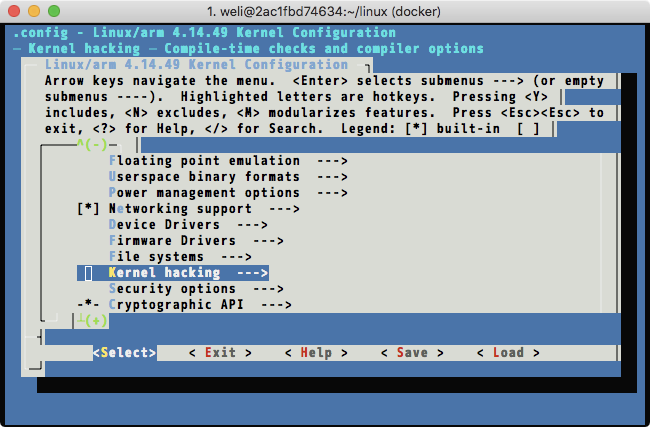 1. weli@2ac1fbd74634:~/linux (docker)
.config - Linux/arm 4.14.49 Kernel Configuration
─ Kernel hacking ─ Compile-time checks and compiler options
Linux/arm 4.14.49 Kernel Configuration
Arrow keys navigate the menu.  <Enter> selects submenus ---> (or empty
submenus ----).  Highlighted letters are hotkeys.  Pressing <Y>
includes, <N> excludes, <M> modularizes features.  Press <Esc><Esc> to
exit, <?> for Help, </> for Search.  Legend: [*] built-in  [ ]
^(-)
Floating point emulation  --->
Userspace binary formats  --->
Power management options  --->
[*] Networking support  --->
Device Drivers  --->
Firmware Drivers  --->
File systems  --->
Kernel hacking  --->
Security options  --->
-*- Cryptographic API  --->
┴(+)
<Select>    < Exit >    < Help >    < Save >    < Load >